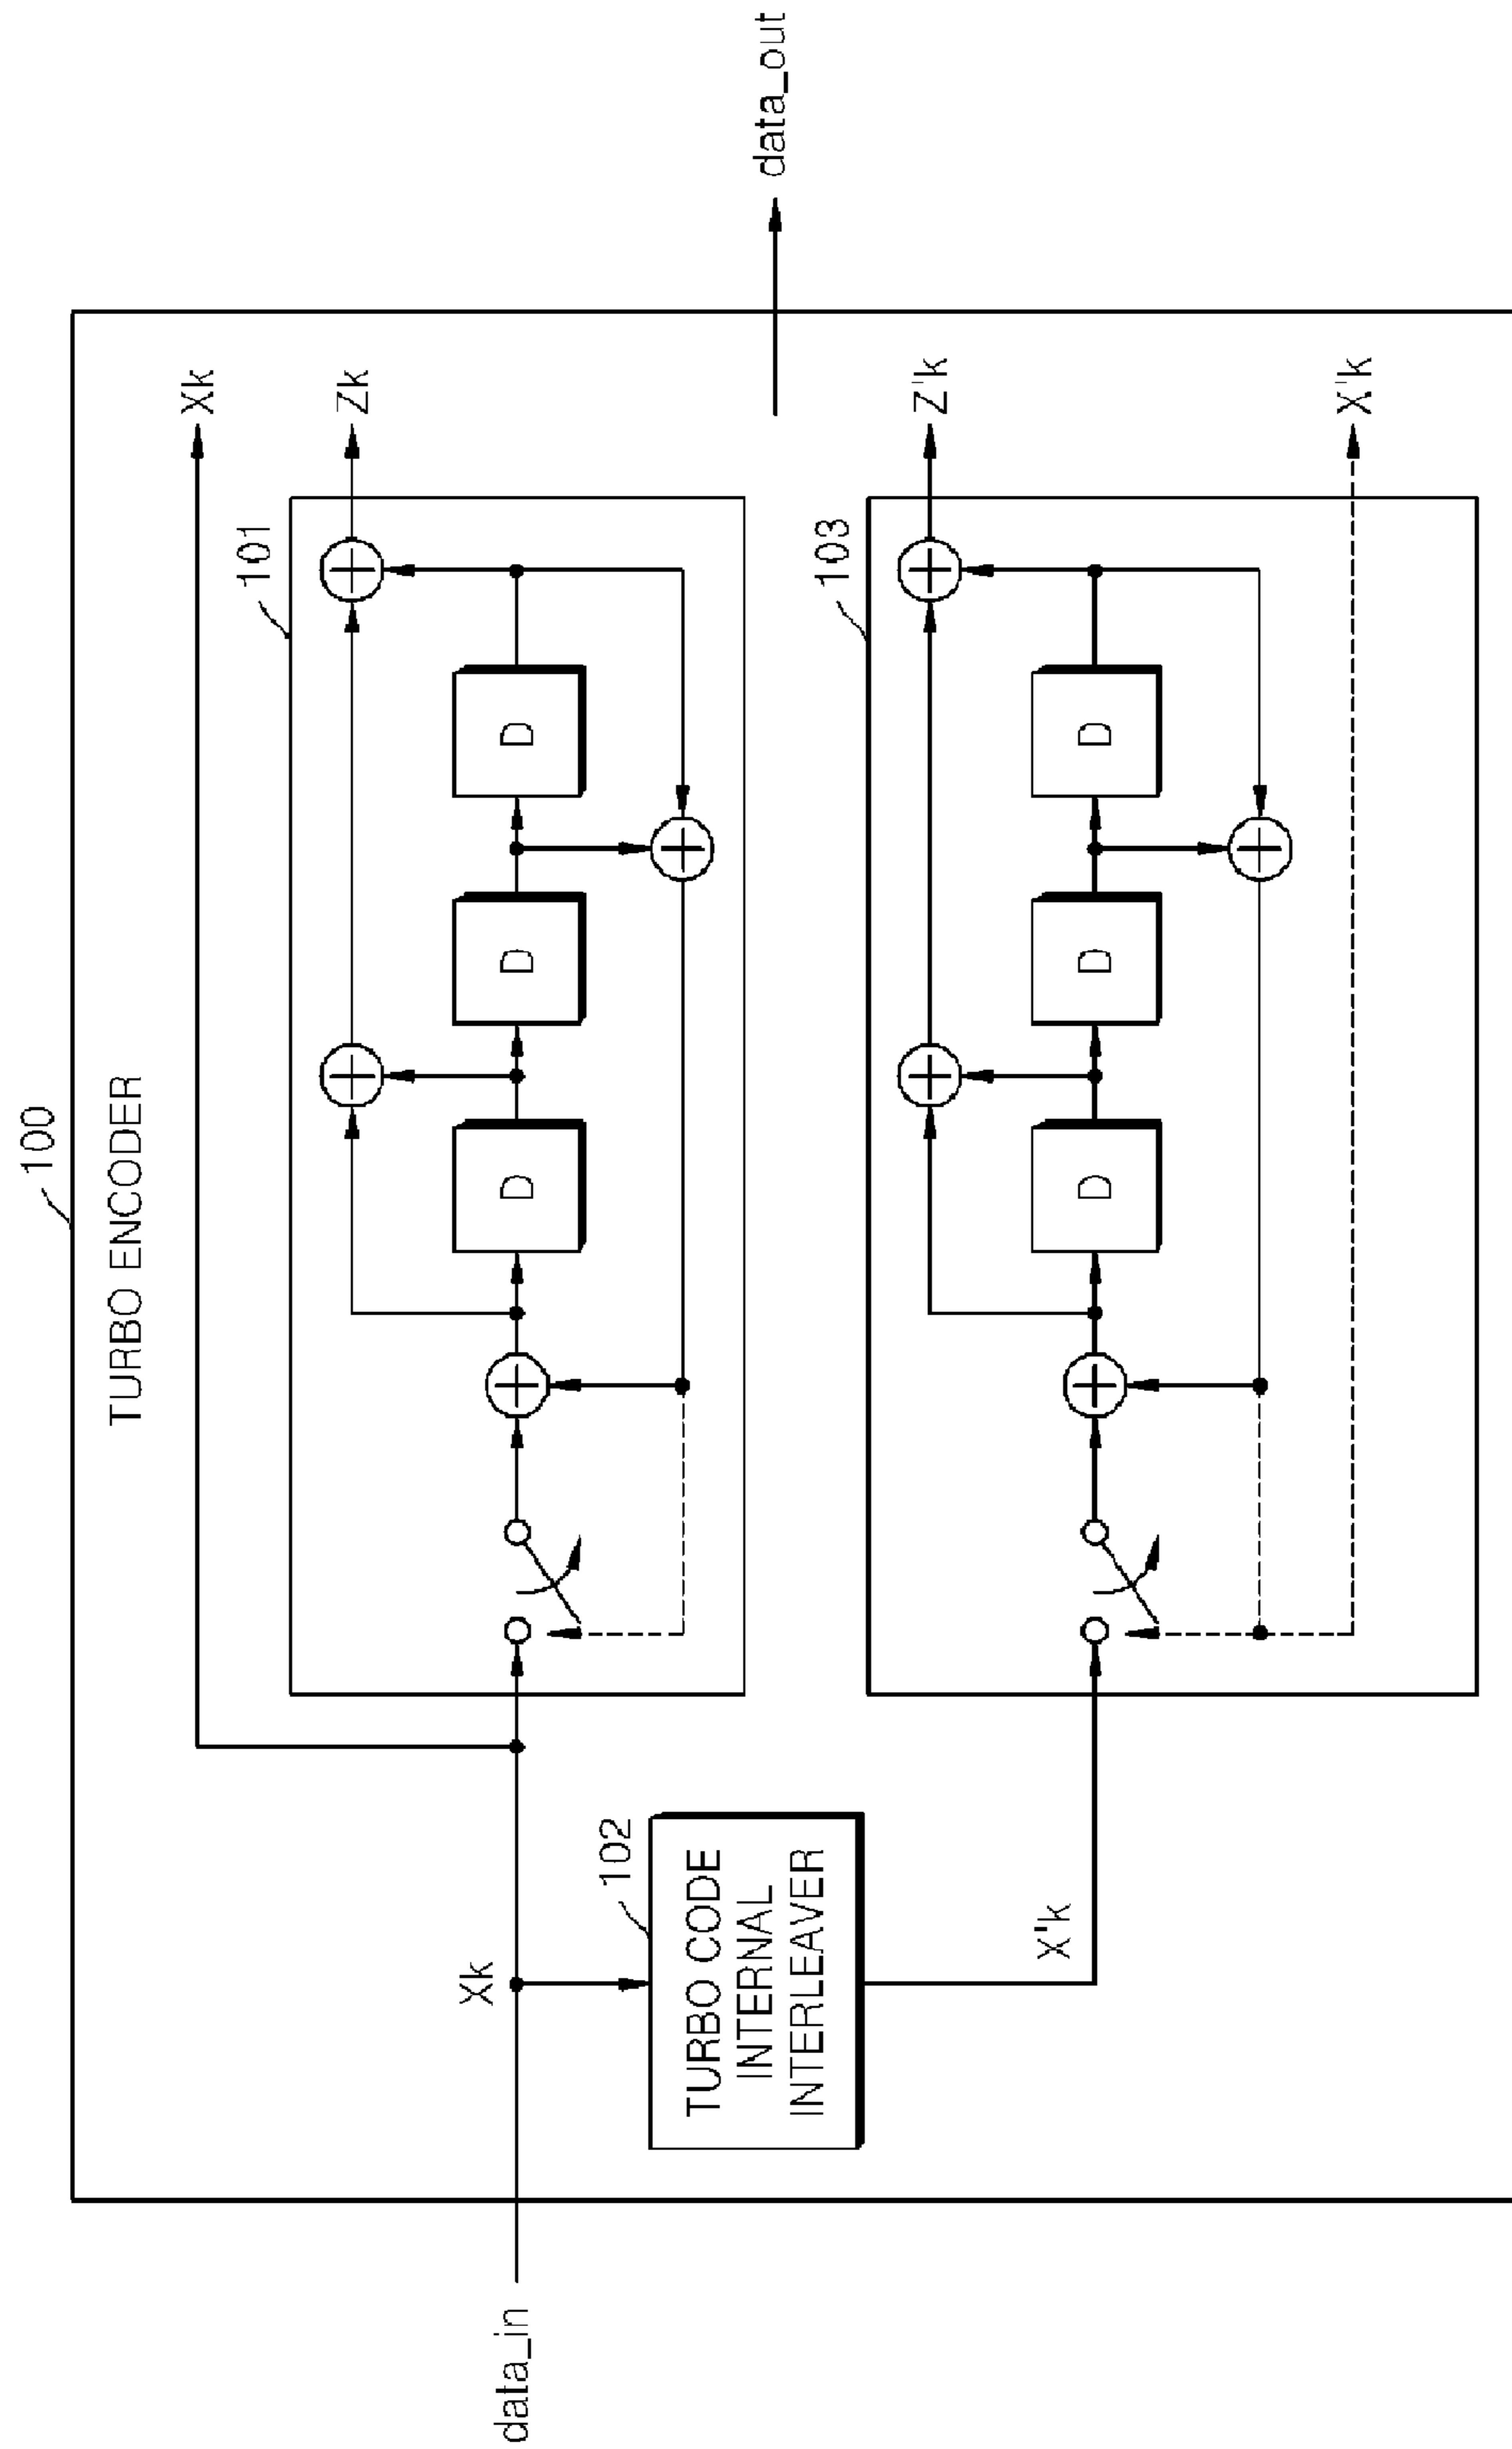 100
TURBO ENCODER
Xk
101
Zk
D
D
D
data_in
Xk
data_out
102
TURBO CODE
INTERNAL
INTERLEAVER
103
Z'k
D
D
D
X'k
X'k